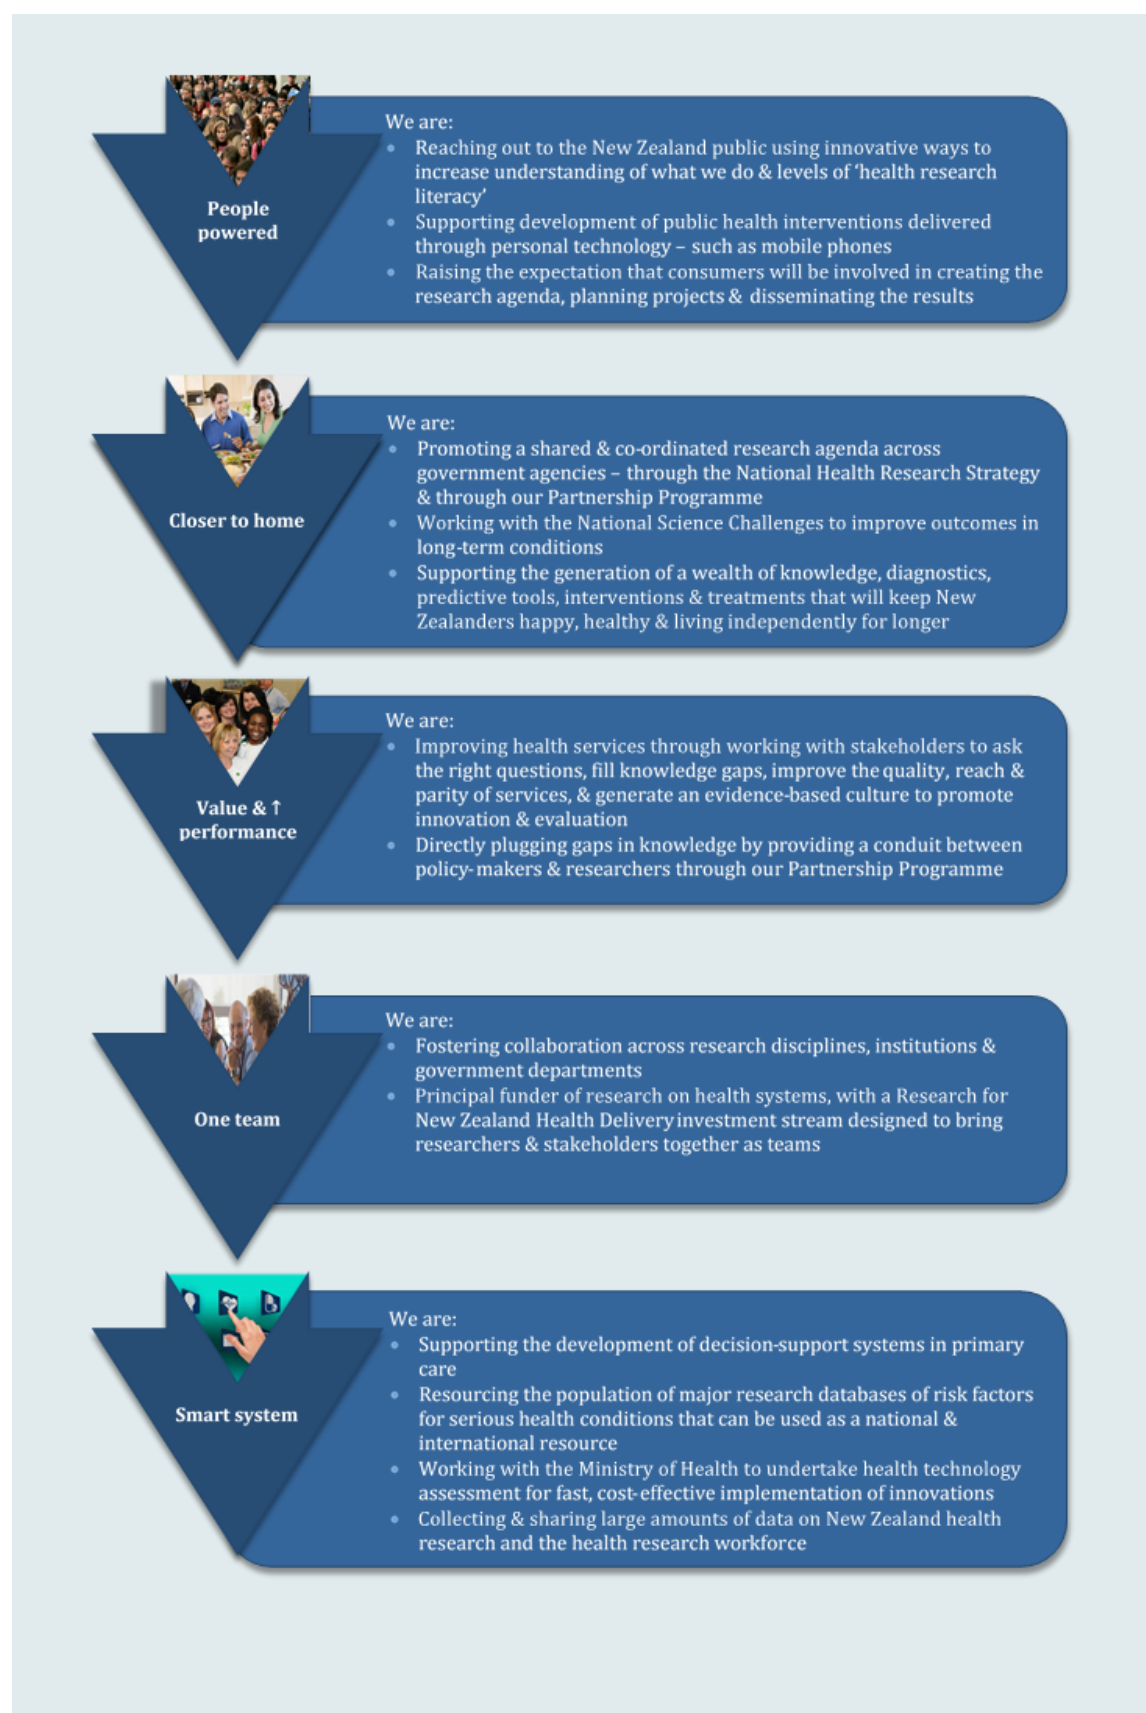 People
powered
We are:
• Reaching out to the New Zealand public using innovative ways to
increase understanding of what we do & levels of ‘health research
literacy’
• Supporting development of public health interventions delivered
through personal technology – such as mobile phones
• Raising the expectation that consumers will be involved in creating the
research agenda, planning projects & disseminating the results
Closer to home
We are:
• Promoting a shared & co-ordinated research agenda across
government agencies – through the National Health Research Strategy
& through our Partnership Programme
• Working with the National Science Challenges to improve outcomes in
long-term conditions
• Supporting the generation of a wealth of knowledge, diagnostics,
predictive tools, interventions & treatments that will keep New
Zealanders happy, healthy & living independently for longer
Value & ↑
performance
We are:
• Improving health services through working with stakeholders to ask
the right questions, fill knowledge gaps, improve the quality, reach &
parity of services, & generate an evidence-based culture to promote
innovation & evaluation
• Directly plugging gaps in knowledge by providing a conduit between
policy-makers & researchers through our Partnership Programme
One team
We are:
• Fostering collaboration across research disciplines, institutions &
government departments
• Principal funder of research on health systems, with a Research for
New Zealand Health Delivery investment stream designed to bring
researchers & stakeholders together as teams
Smart system
We are:
• Supporting the development of decision-support systems in primary
care
• Resourcing the population of major research databases of risk factors
for serious health conditions that can be used as a national &
international resource
• Working with the Ministry of Health to undertake health technology
assessment for fast, cost-effective implementation of innovations
• Collecting & sharing large amounts of data on New Zealand health
research and the health research workforce